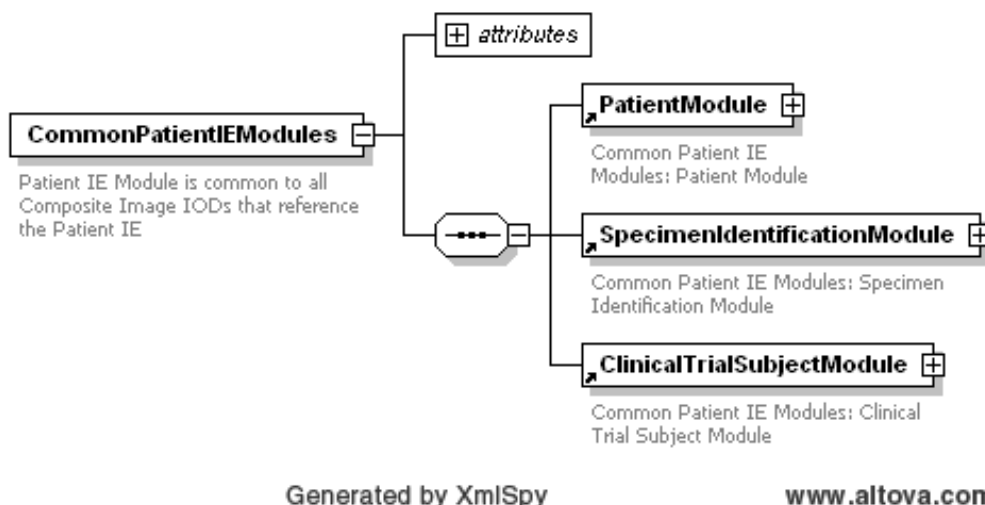 attributes
CommonPatientIEModules
Patient IE Module is common to all
Composite Image IODs that reference
the Patient IE
PatientModule
Common Patient IE
Modules: Patient Module
SpecimenIdentificationModule
Common Patient IE Modules: Specimen
Identification Module
ClinicalTrialSubjectModule
Common Patient IE Modules: Clinical
Trial Subject Module
Generated by XmlSpy
www.altova.com